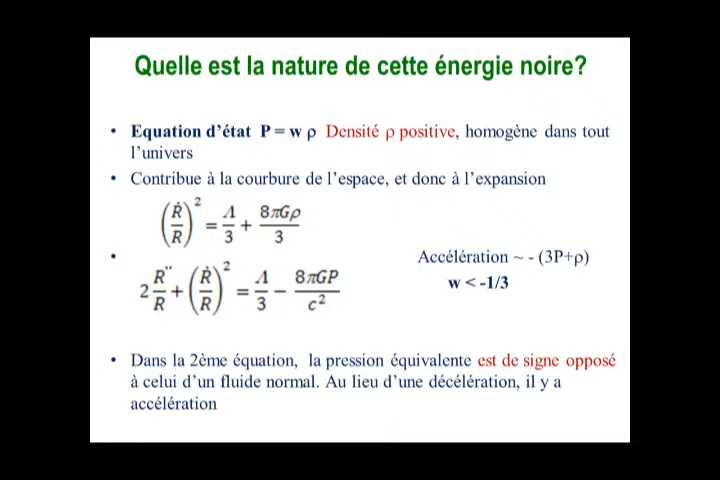 Quelle est la nature de cette énergie noire?
• Equation d’état P = w ρ Densité ρ positive, homogène dans tout
l’univers
• Contribue à la courbure de l’espace, et donc à l’expansion
(Ṙ/R)² = Λ/3 + 8πGρ/3
• 2 R̈/R + (Ṙ/R)² = Λ/3 − 8πGP/c²
Accélération ~ - (3P+ρ)
w < -1/3
• Dans la 2ème équation, la pression équivalente est de signe opposé
à celui d’un fluide normal. Au lieu d’une décélération, il y a
accélération